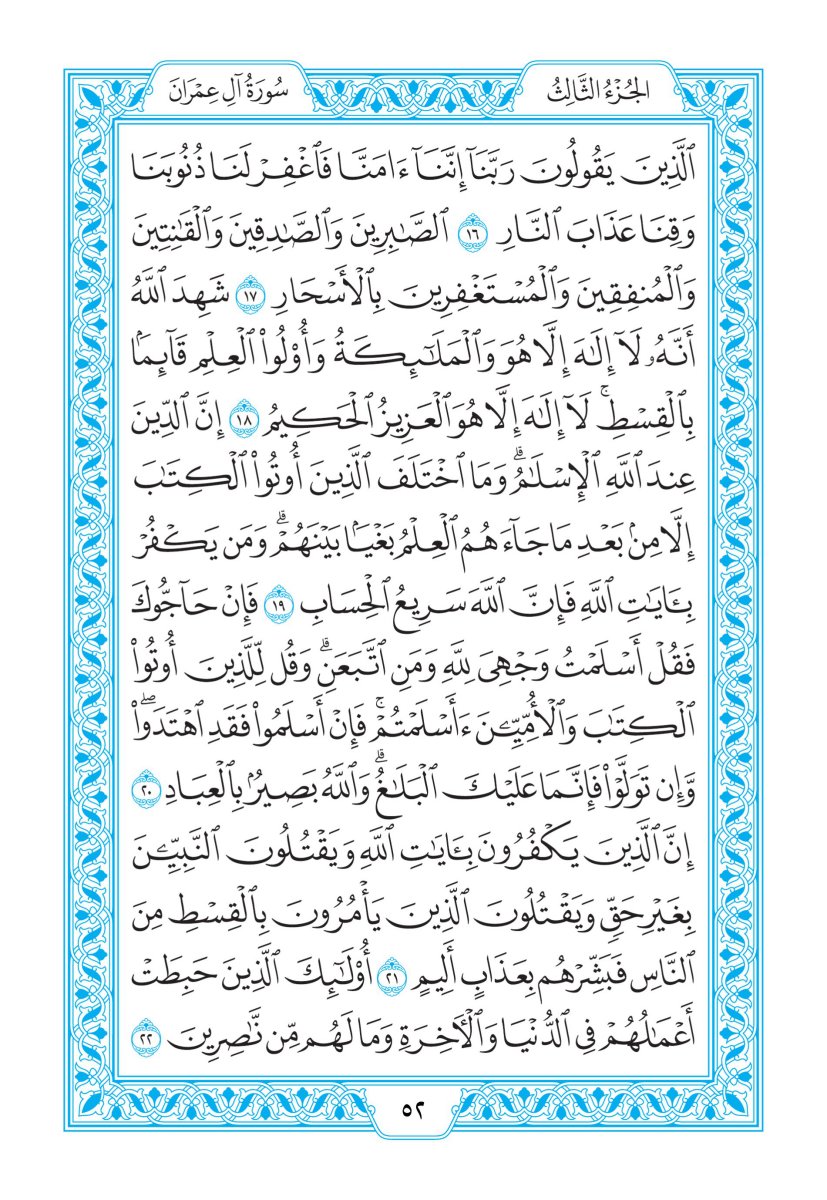 الجُزْءُ الثَّالِثُ
سُورَةُ آلِ عِمْرَان
ٱلَّذِينَ يَقُولُونَ رَبَّنَآ إِنَّنَآ ءَامَنَّا فَٱغْفِرْ لَنَا ذُنُوبَنَا
وَقِنَا عَذَابَ ٱلنَّارِ ١٦ ٱلصَّٰبِرِينَ وَٱلصَّٰدِقِينَ وَٱلْقَٰنِتِينَ
وَٱلْمُنفِقِينَ وَٱلْمُسْتَغْفِرِينَ بِٱلْأَسْحَارِ ١٧ شَهِدَ ٱللَّهُ
أَنَّهُۥ لَآ إِلَٰهَ إِلَّا هُوَ وَٱلْمَلَٰٓئِكَةُ وَأُو۟لُوا۟ ٱلْعِلْمِ قَآئِمًۢا
بِٱلْقِسْطِ ۚ لَآ إِلَٰهَ إِلَّا هُوَ ٱلْعَزِيزُ ٱلْحَكِيمُ ١٨ إِنَّ ٱلدِّينَ
عِندَ ٱللَّهِ ٱلْإِسْلَٰمُ ۗ وَمَا ٱخْتَلَفَ ٱلَّذِينَ أُوتُوا۟ ٱلْكِتَٰبَ
إِلَّا مِنۢ بَعْدِ مَا جَآءَهُمُ ٱلْعِلْمُ بَغْيًۢا بَيْنَهُمْ ۗ وَمَن يَكْفُرْ
بِـَٔايَٰتِ ٱللَّهِ فَإِنَّ ٱللَّهَ سَرِيعُ ٱلْحِسَابِ ١٩ فَإِنْ حَآجُّوكَ
فَقُلْ أَسْلَمْتُ وَجْهِىَ لِلَّهِ وَمَنِ ٱتَّبَعَنِ ۗ وَقُل لِّلَّذِينَ أُوتُوا۟
ٱلْكِتَٰبَ وَٱلْأُمِّيِّـۧنَ ءَأَسْلَمْتُمْ ۚ فَإِنْ أَسْلَمُوا۟ فَقَدِ ٱهْتَدَوا۟ ۖ
وَّإِن تَوَلَّوْا۟ فَإِنَّمَا عَلَيْكَ ٱلْبَلَٰغُ ۗ وَٱللَّهُ بَصِيرٌۢ بِٱلْعِبَادِ ٢٠
إِنَّ ٱلَّذِينَ يَكْفُرُونَ بِـَٔايَٰتِ ٱللَّهِ وَيَقْتُلُونَ ٱلنَّبِيِّـۧنَ
بِغَيْرِ حَقٍّ وَيَقْتُلُونَ ٱلَّذِينَ يَأْمُرُونَ بِٱلْقِسْطِ مِنَ
ٱلنَّاسِ فَبَشِّرْهُم بِعَذَابٍ أَلِيمٍ ٢١ أُو۟لَٰٓئِكَ ٱلَّذِينَ حَبِطَتْ
أَعْمَٰلُهُمْ فِى ٱلدُّنْيَا وَٱلْـَٔاخِرَةِ وَمَا لَهُم مِّن نَّٰصِرِينَ ٢٢
٥٢